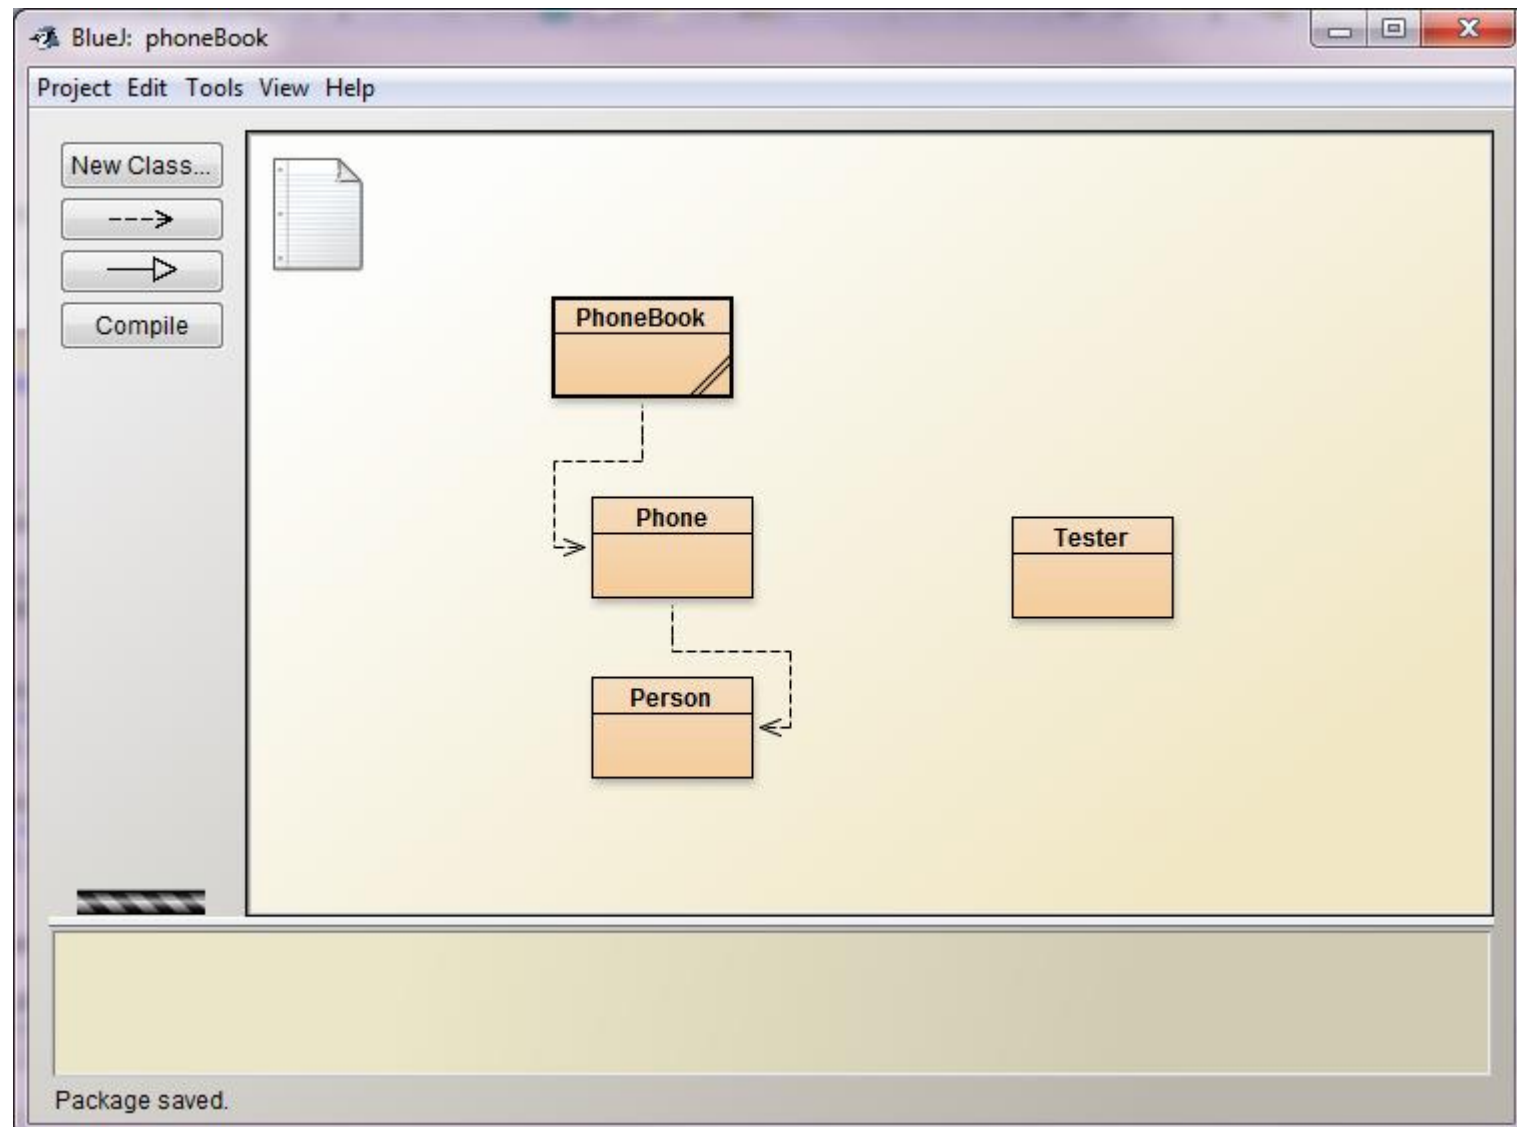 BlueJ: phoneBook
Project Edit Tools View Help
New Class...
Compile
PhoneBook
Phone
Tester
Person
Package saved.